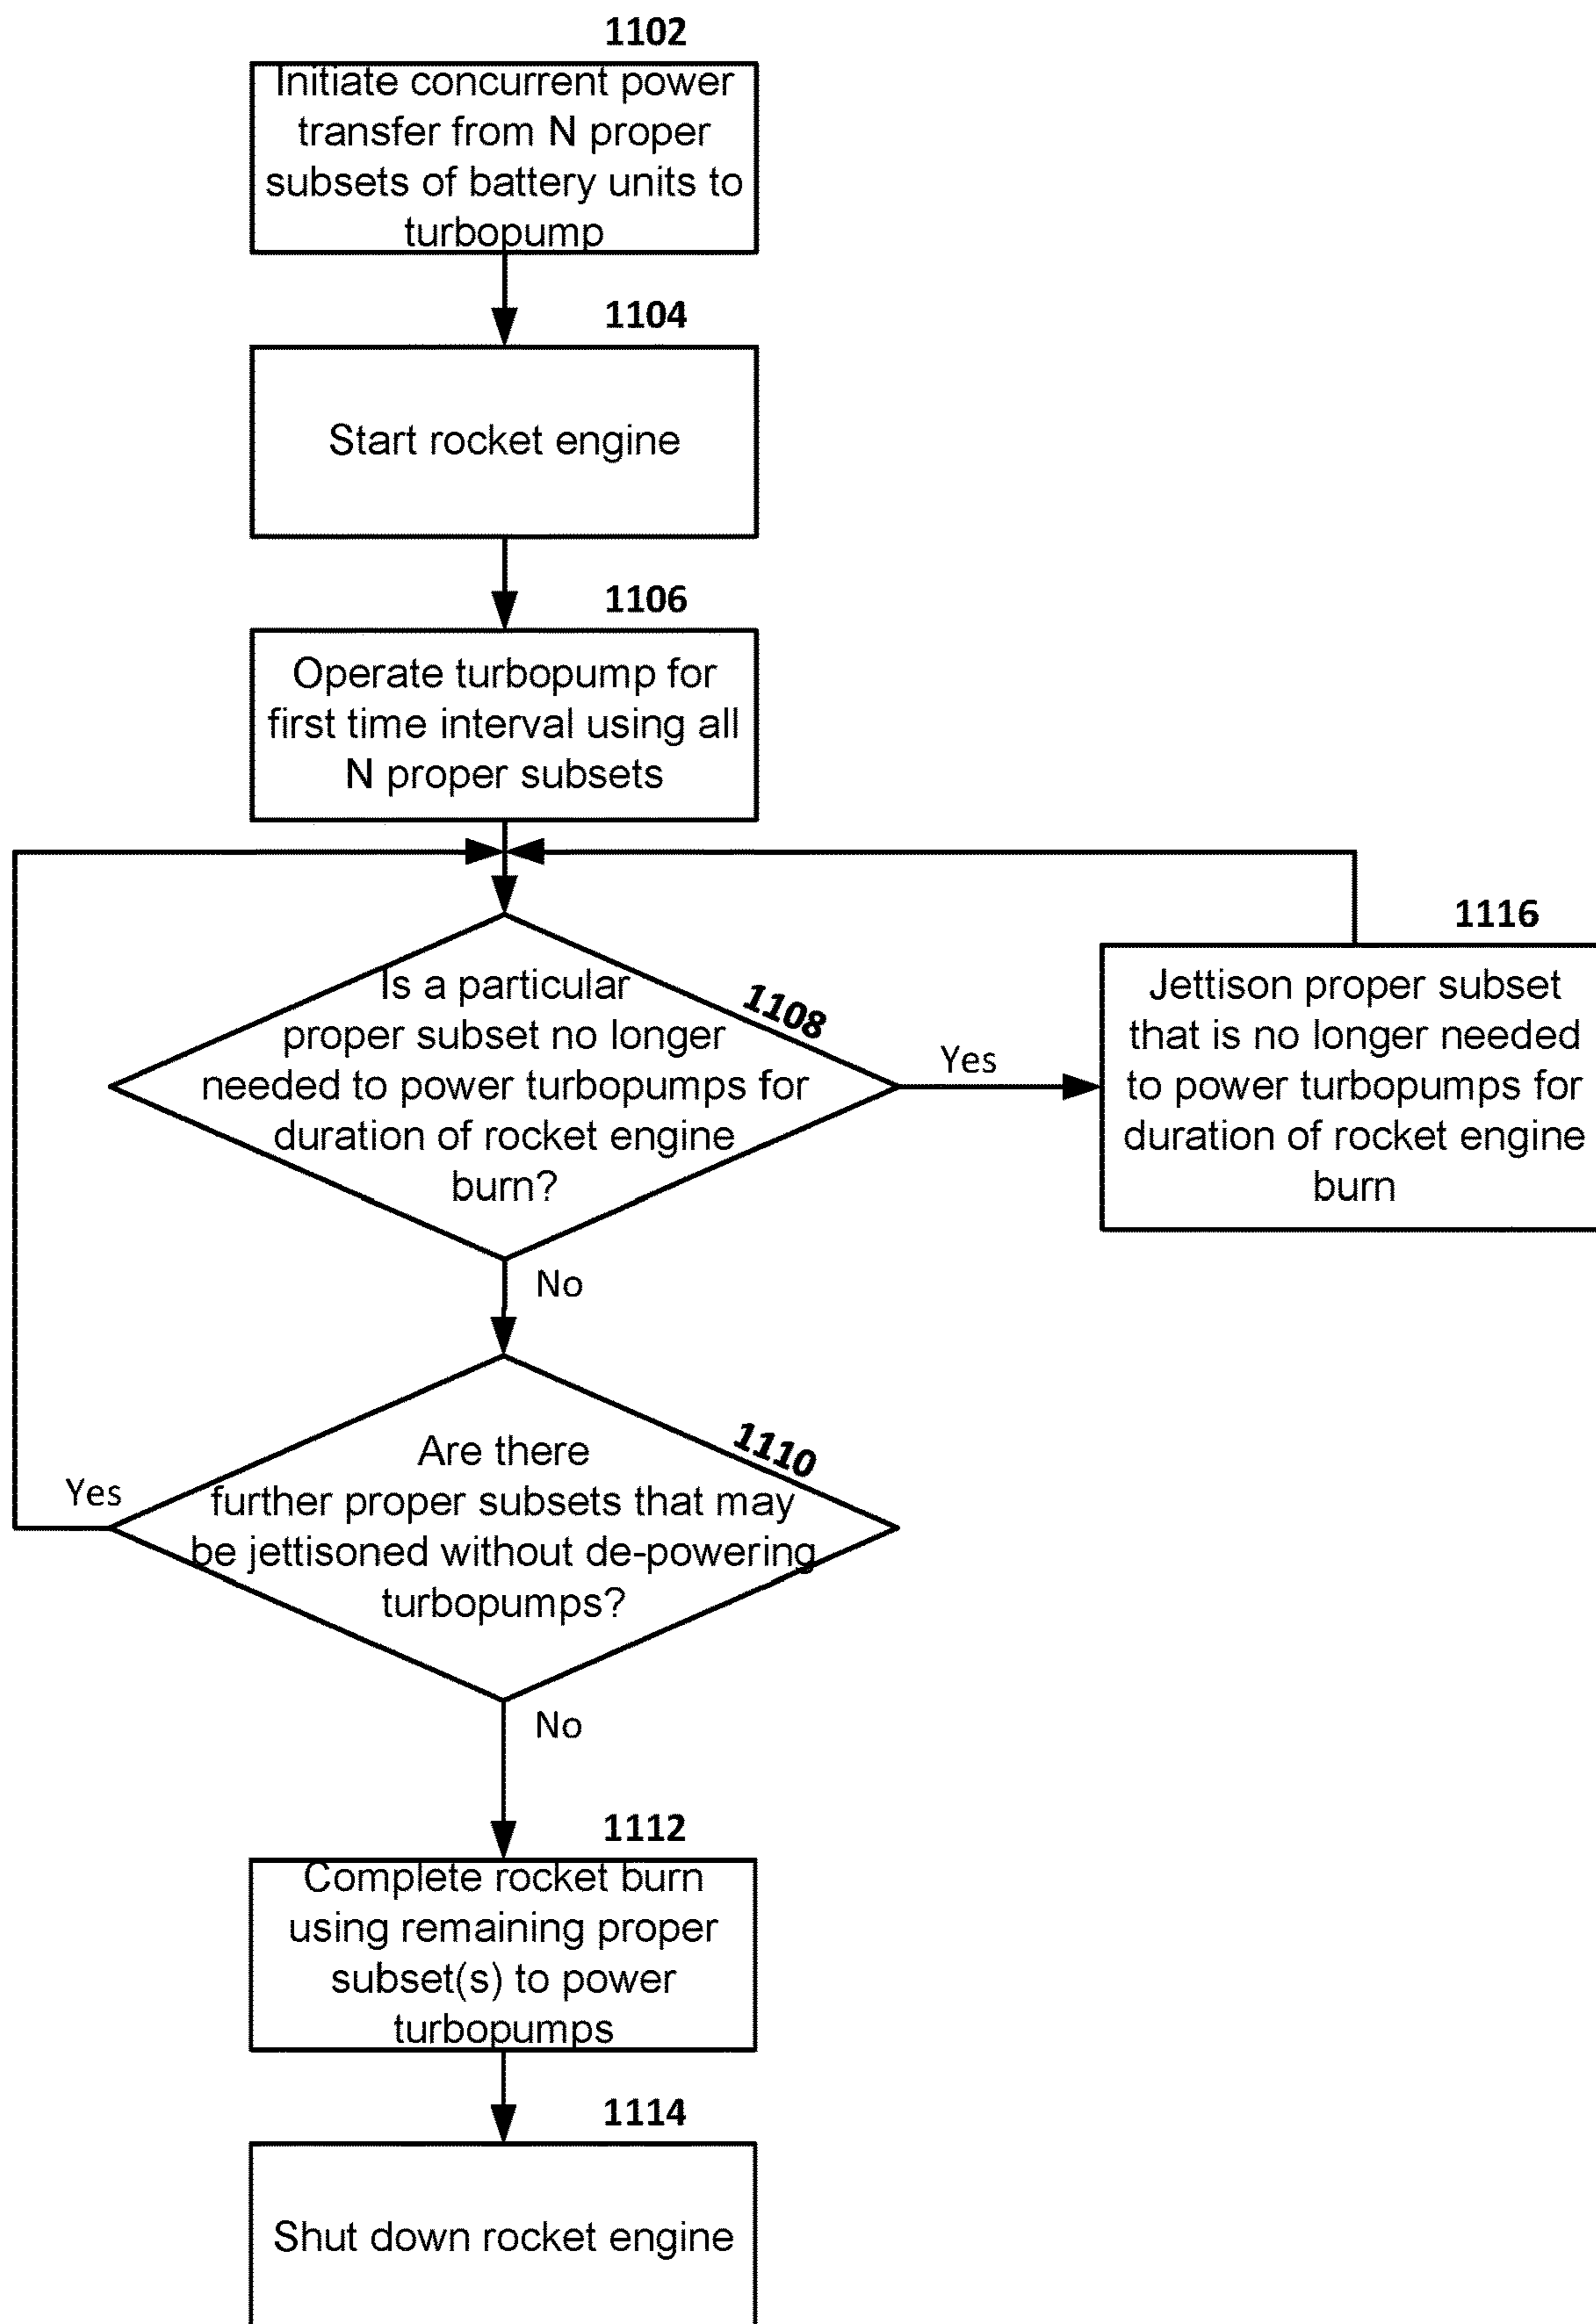 1102
Initiate concurrent power
transfer from N proper
subsets of battery units to
turbopump
1104
Start rocket engine
1106
Operate turbopump for
first time interval using all
N proper subsets
1108
Is a particular
proper subset no longer
needed to power turbopumps for
duration of rocket engine
burn?
Yes
1116
Jettison proper subset
that is no longer needed
to power turbopumps for
duration of rocket engine
burn
No
1110
Are there
further proper subsets that may
be jettisoned without de-powering
turbopumps?
Yes
No
1112
Complete rocket burn
using remaining proper
subset(s) to power
turbopumps
1114
Shut down rocket engine